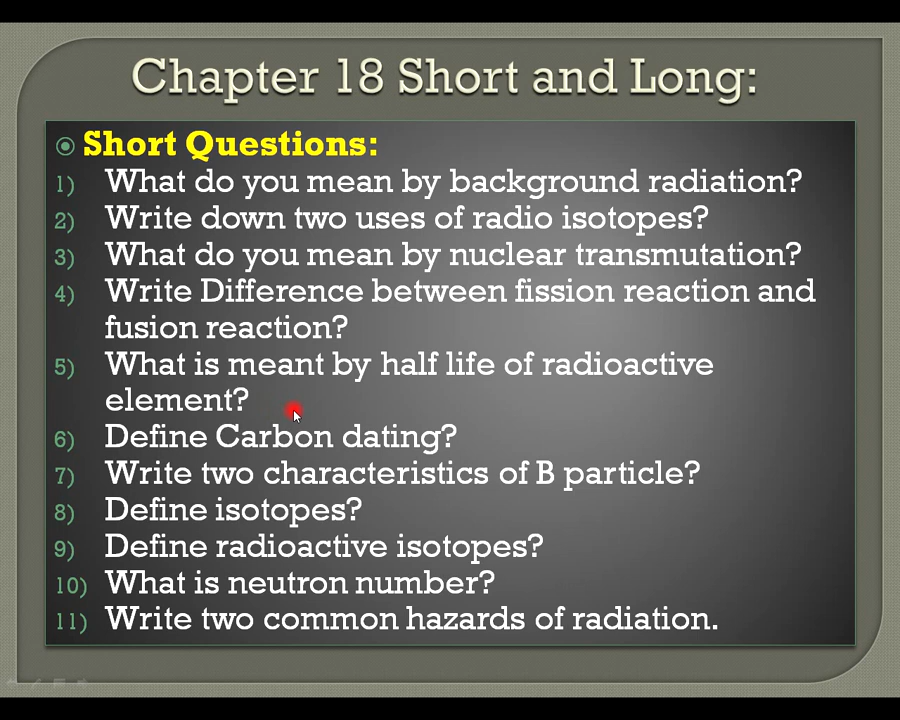 Chapter 18 Short and Long:
Short Questions:
1) What do you mean by background radiation?
2) Write down two uses of radio isotopes?
3) What do you mean by nuclear transmutation?
4) Write Difference between fission reaction and
fusion reaction?
5) What is meant by half life of radioactive
element?
6) Define Carbon dating?
7) Write two characteristics of B particle?
8) Define isotopes?
9) Define radioactive isotopes?
10) What is neutron number?
11) Write two common hazards of radiation.